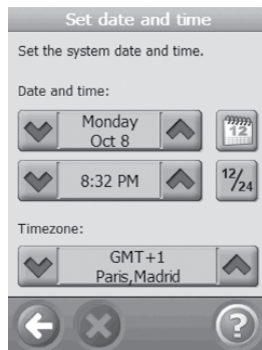 Set date and time
Set the system date and time.
Date and time:
Monday
Oct 8
12
8:32 PM
12/24
Timezone:
GMT+1
Paris,Madrid
?